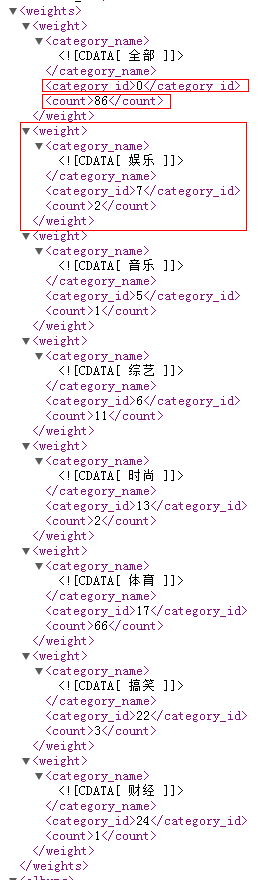 ▼<weights>
▼<weight>
▼<category_name>
<![CDATA[ 全部 ]]>
</category_name>
<category_id>0</category_id>
<count>86</count>
</weight>
▼<weight>
▼<category_name>
<![CDATA[ 娱乐 ]]>
</category_name>
<category_id>7</category_id>
<count>2</count>
</weight>
▼<weight>
▼<category_name>
<![CDATA[ 音乐 ]]>
</category_name>
<category_id>5</category_id>
<count>1</count>
</weight>
▼<weight>
▼<category_name>
<![CDATA[ 综艺 ]]>
</category_name>
<category_id>6</category_id>
<count>11</count>
</weight>
▼<weight>
▼<category_name>
<![CDATA[ 时尚 ]]>
</category_name>
<category_id>13</category_id>
<count>2</count>
</weight>
▼<weight>
▼<category_name>
<![CDATA[ 体育 ]]>
</category_name>
<category_id>17</category_id>
<count>66</count>
</weight>
▼<weight>
▼<category_name>
<![CDATA[ 搞笑 ]]>
</category_name>
<category_id>22</category_id>
<count>3</count>
</weight>
▼<weight>
▼<category_name>
<![CDATA[ 财经 ]]>
</category_name>
<category_id>24</category_id>
<count>1</count>
</weight>
</weights>